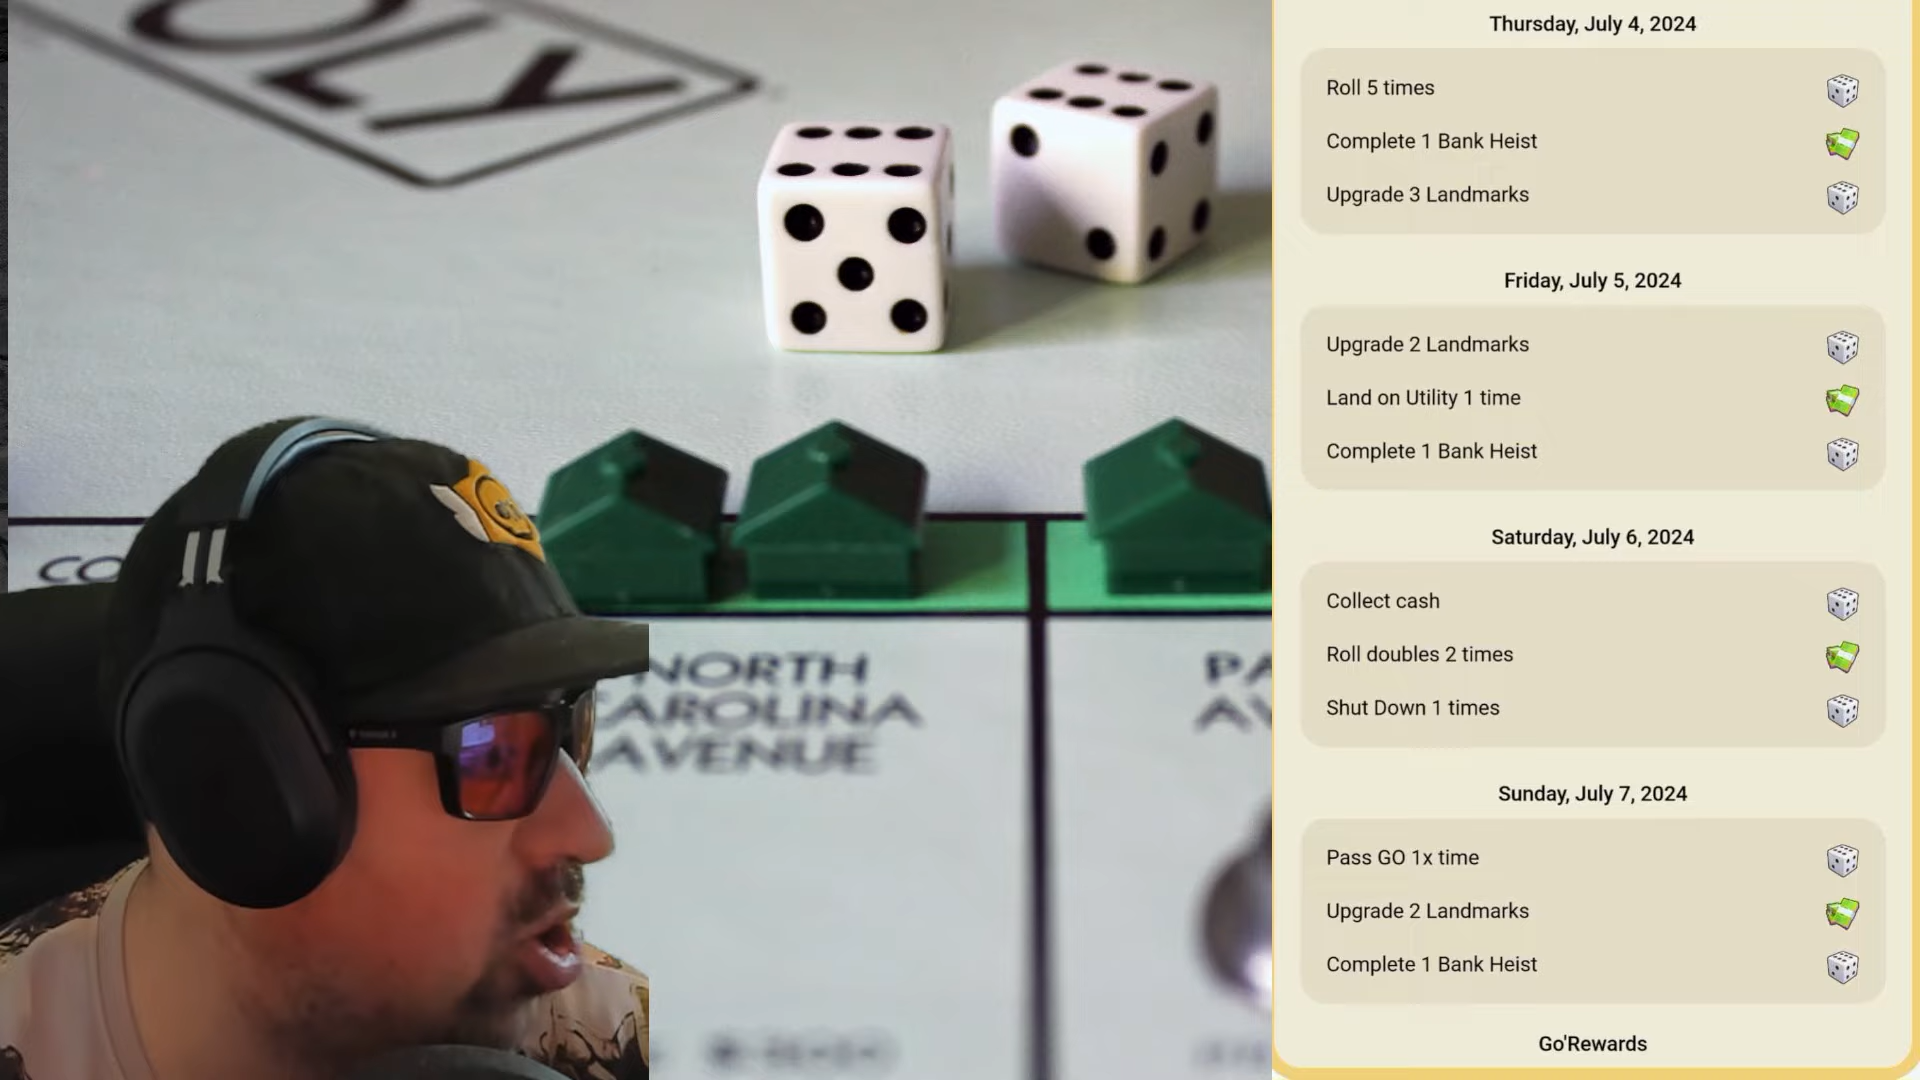 OLY
CO
NORTH
CAROLINA
AVENUE
PA
AV
Thursday, July 4, 2024
Roll 5 times
Complete 1 Bank Heist
Upgrade 3 Landmarks
Friday, July 5, 2024
Upgrade 2 Landmarks
Land on Utility 1 time
Complete 1 Bank Heist
Saturday, July 6, 2024
Collect cash
Roll doubles 2 times
Shut Down 1 times
Sunday, July 7, 2024
Pass GO 1x time
Upgrade 2 Landmarks
Complete 1 Bank Heist
Go'Rewards